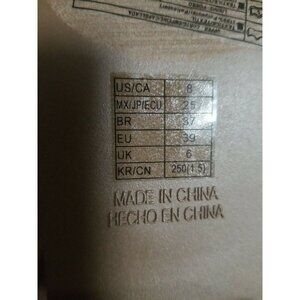 US/CA 8
MX/JP/ECU 25
BR 37
EU 39
UK 6
KR/CN 250(1.5)
MADE IN CHINA
HECHO EN CHINA